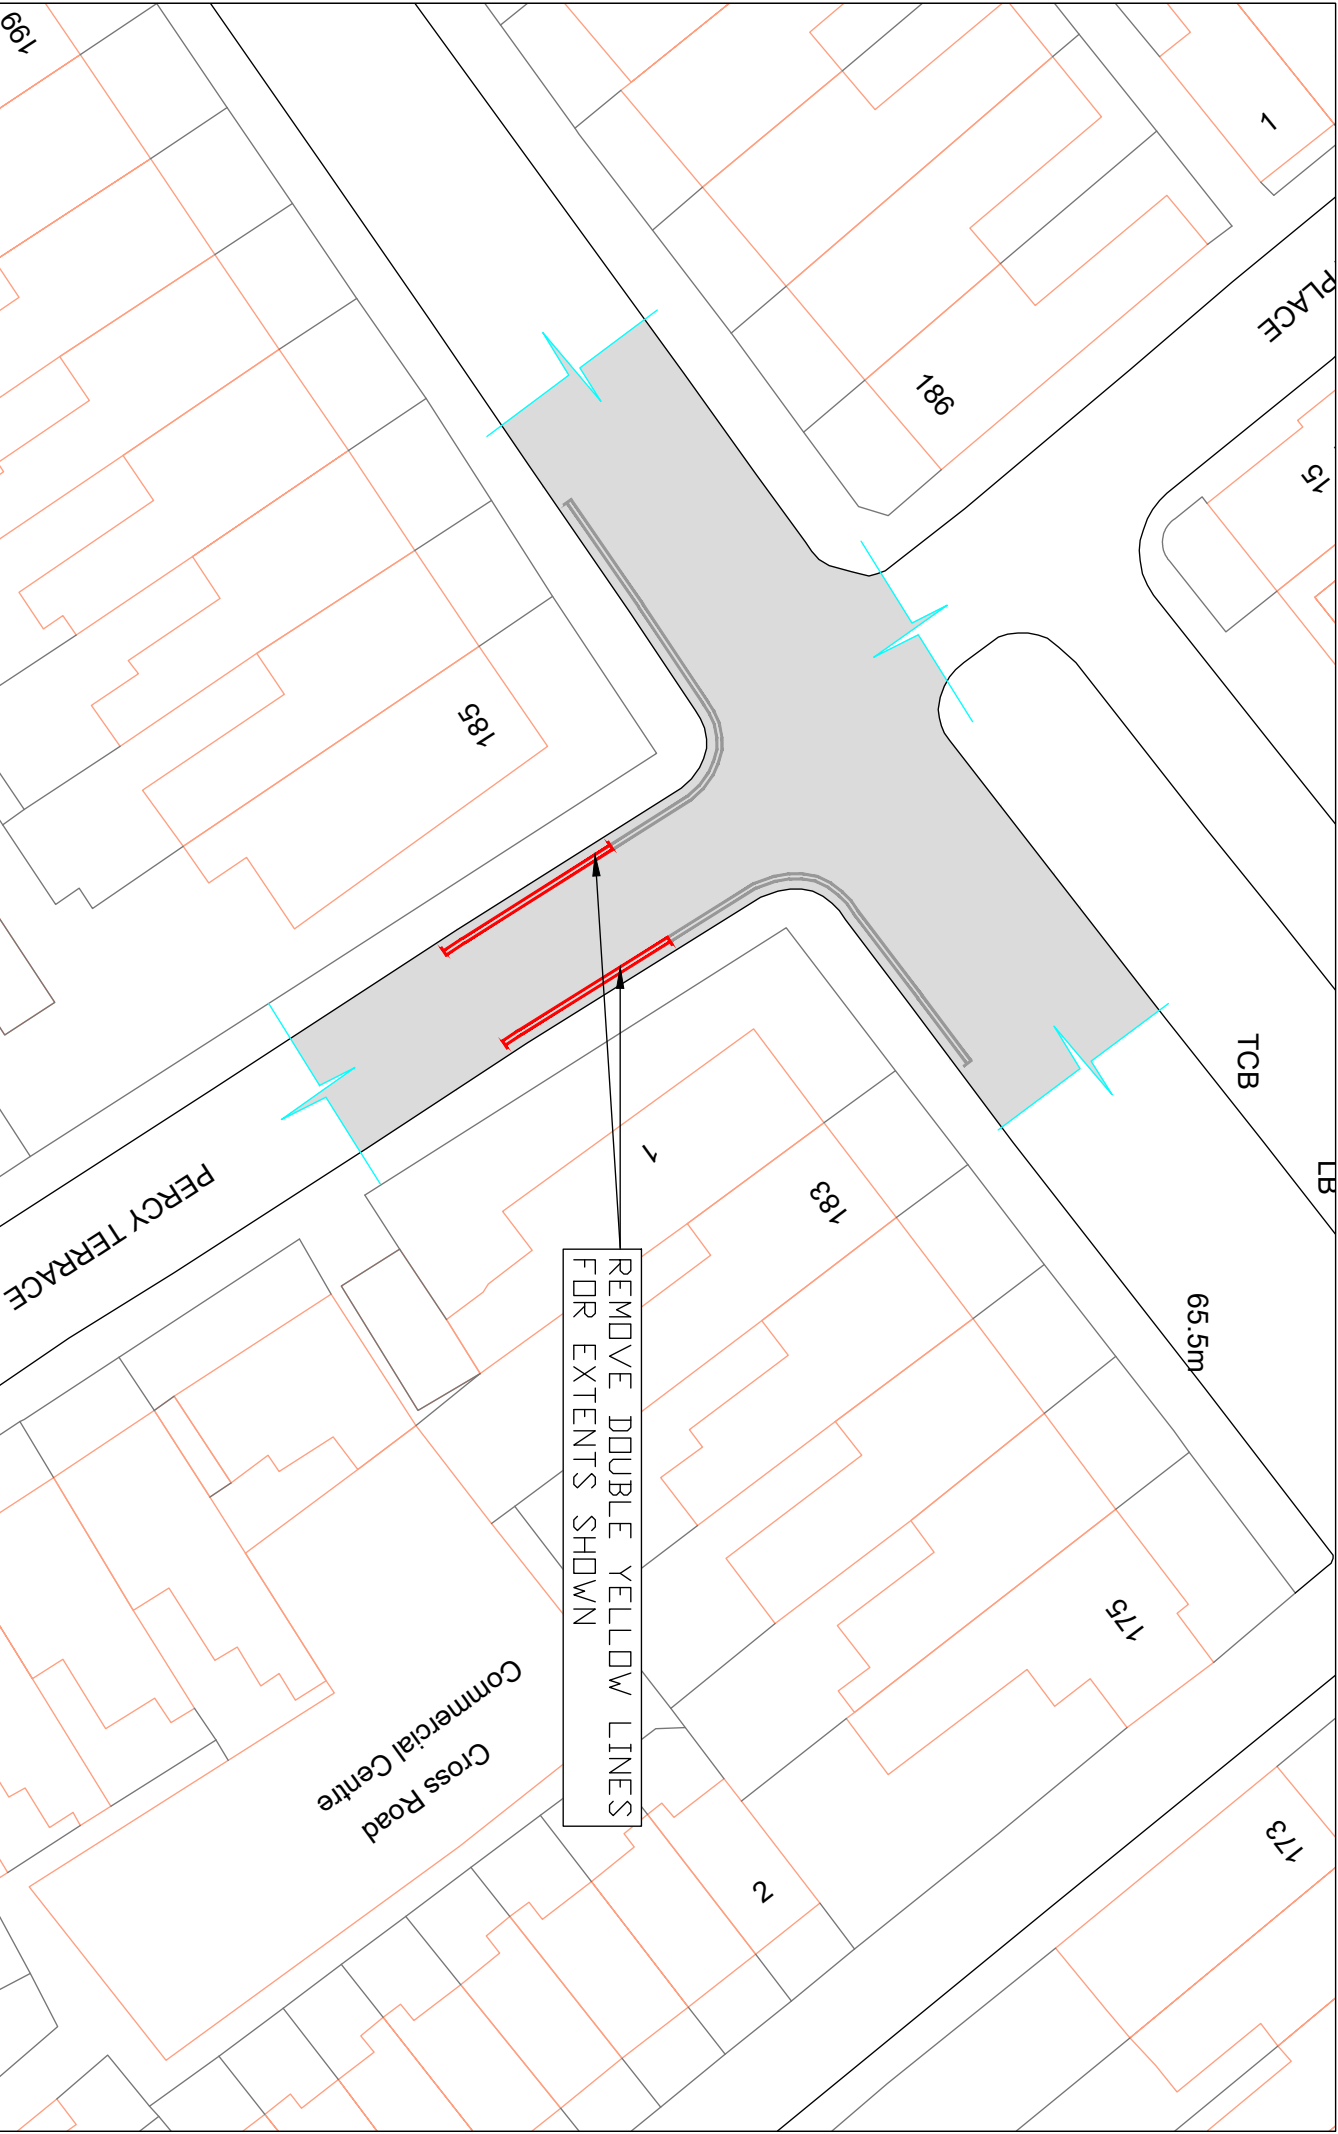 199
1
PLACE
186
15
185
TCB
LB
1
183
PERCY TERRACE
65.5m
REMOVE DOUBLE YELLOW LINES
FOR EXTENTS SHOWN
175
Cross Road
Commercial Centre
173
2